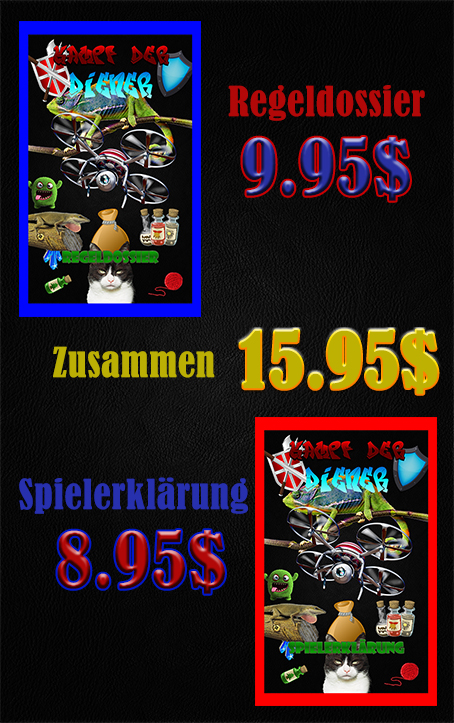 KAMPF DER
DIENER
REGELDOSSIER
Regeldossier
9.95$
Zusammen
15.95$
Spielerklärung
8.95$
KAMPF DER
DIENER
SPIELERKLÄRUNG